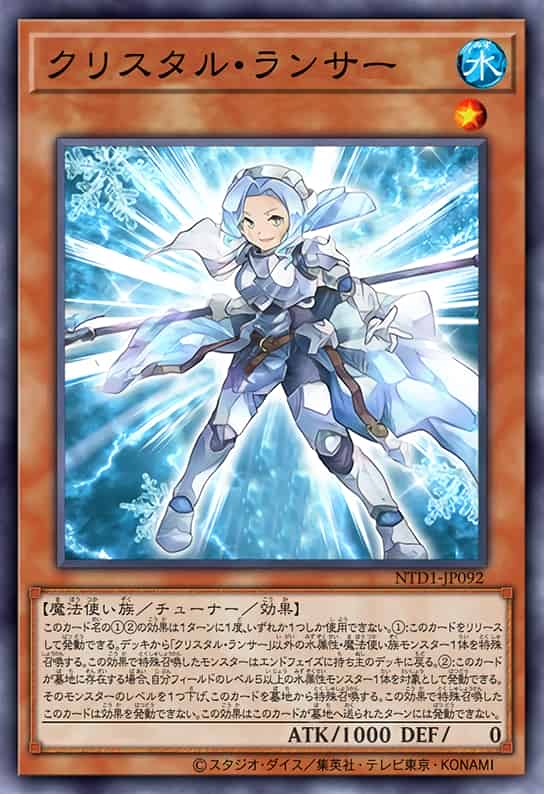 クリスタル・ランサー
水
NTD1-JP092
【魔法使い族／チューナー／効果】
このカード名の①②の効果は1ターンに1度、いずれか1つしか使用できない。①:このカードをリリース
して発動できる。デッキから「クリスタル・ランサー」以外の水属性・魔法使い族モンスター1体を特殊
召喚する。この効果で特殊召喚したモンスターはエンドフェイズに持ち主のデッキに戻る。②:このカード
が墓地に存在する場合、自分フィールドのレベル5以上の水属性モンスター1体を対象として発動できる。
そのモンスターのレベルを1つ下げ、このカードを墓地から特殊召喚する。この効果で特殊召喚した
このカードは効果を発動できない。この効果はこのカードが墓地へ送られたターンには発動できない。
ATK/1000 DEF/ 0
©スタジオ・ダイス/集英社・テレビ東京・KONAMI